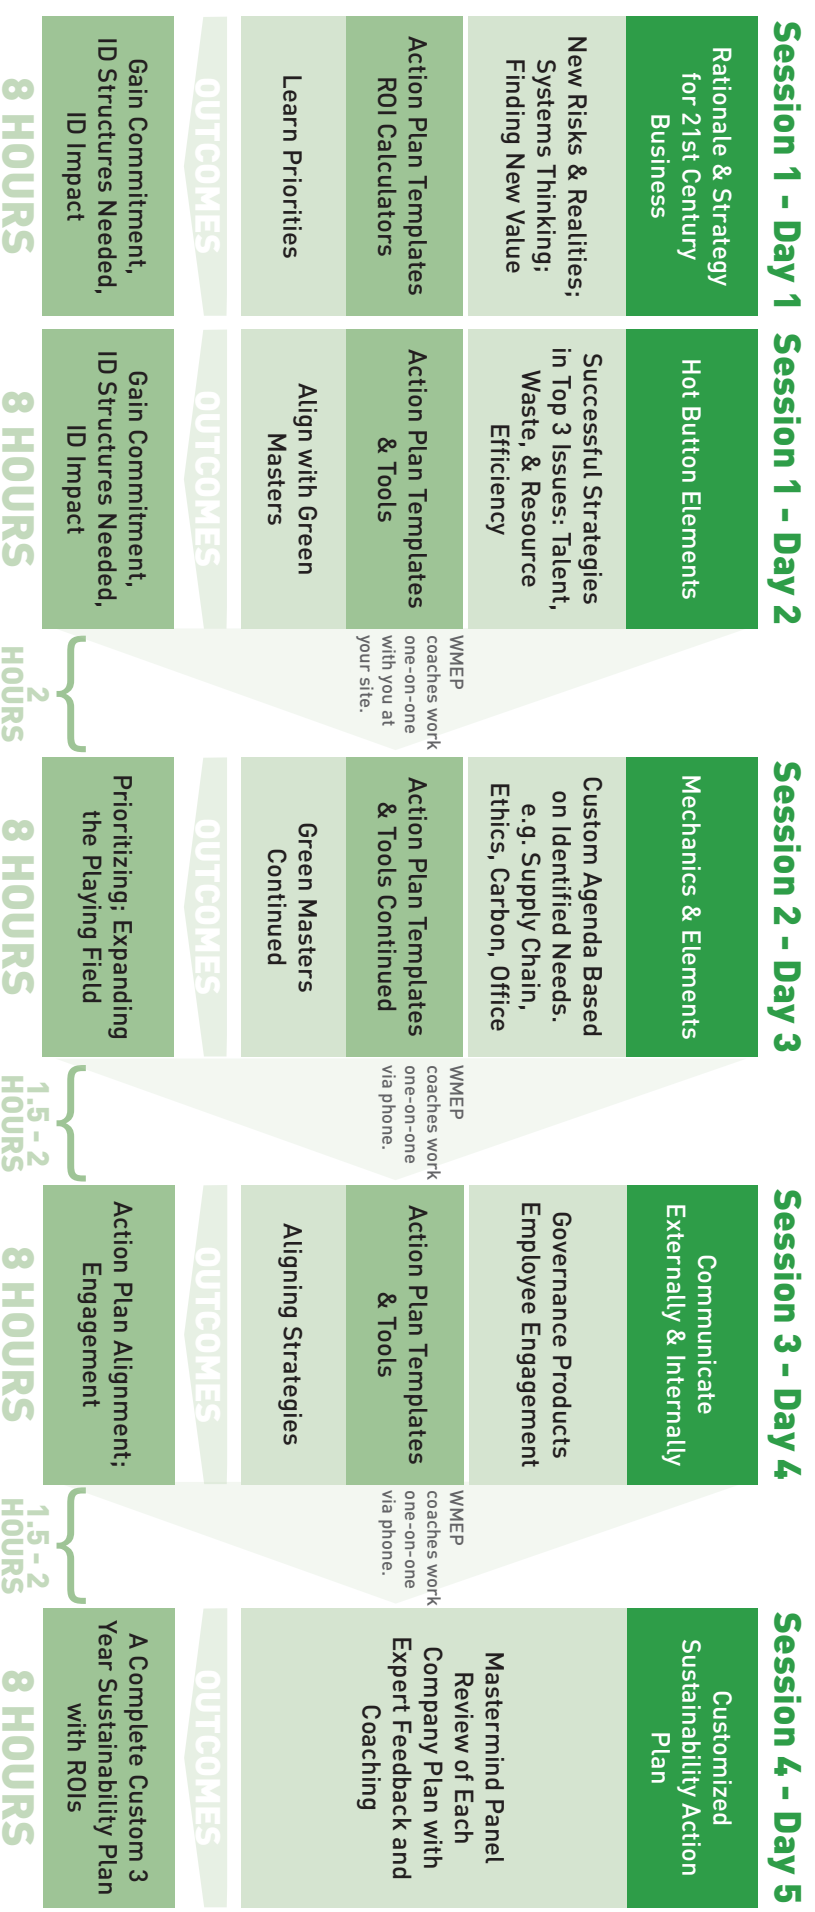 Session 1 - Day 1
Rationale & Strategy
for 21st Century
Business
New Risks & Realities;
Systems Thinking;
Finding New Value
Action Plan Templates
ROI Calculators
Learn Priorities
OUTCOMES
Gain Commitment,
ID Structures Needed,
ID Impact
8 HOURS
Session 1 - Day 2
Hot Button Elements
Successful Strategies
in Top 3 Issues: Talent,
Waste, & Resource
Efficiency
Action Plan Templates
& Tools
Align with Green
Masters
OUTCOMES
Gain Commitment,
ID Structures Needed,
ID Impact
8 HOURS
WMEP
coaches work
one-on-one
with you at
your site.
2
HOURS
Session 2 - Day 3
Mechanics & Elements
Custom Agenda Based
on Identified Needs.
e.g. Supply Chain,
Ethics, Carbon, Office
Action Plan Templates
& Tools Continued
Green Masters
Continued
OUTCOMES
Prioritizing; Expanding
the Playing Field
8 HOURS
WMEP
coaches work
one-on-one
via phone.
1.5 - 2
HOURS
Session 3 - Day 4
Communicate
Externally & Internally
Governance Products
Employee Engagement
Action Plan Templates
& Tools
Aligning Strategies
OUTCOMES
Action Plan Alignment;
Engagement
8 HOURS
WMEP
coaches work
one-on-one
via phone.
1.5 - 2
HOURS
Session 4 - Day 5
Customized
Sustainability Action
Plan
Mastermind Panel
Review of Each
Company Plan with
Expert Feedback and
Coaching
OUTCOMES
A Complete Custom 3
Year Sustainability Plan
with ROIs
8 HOURS